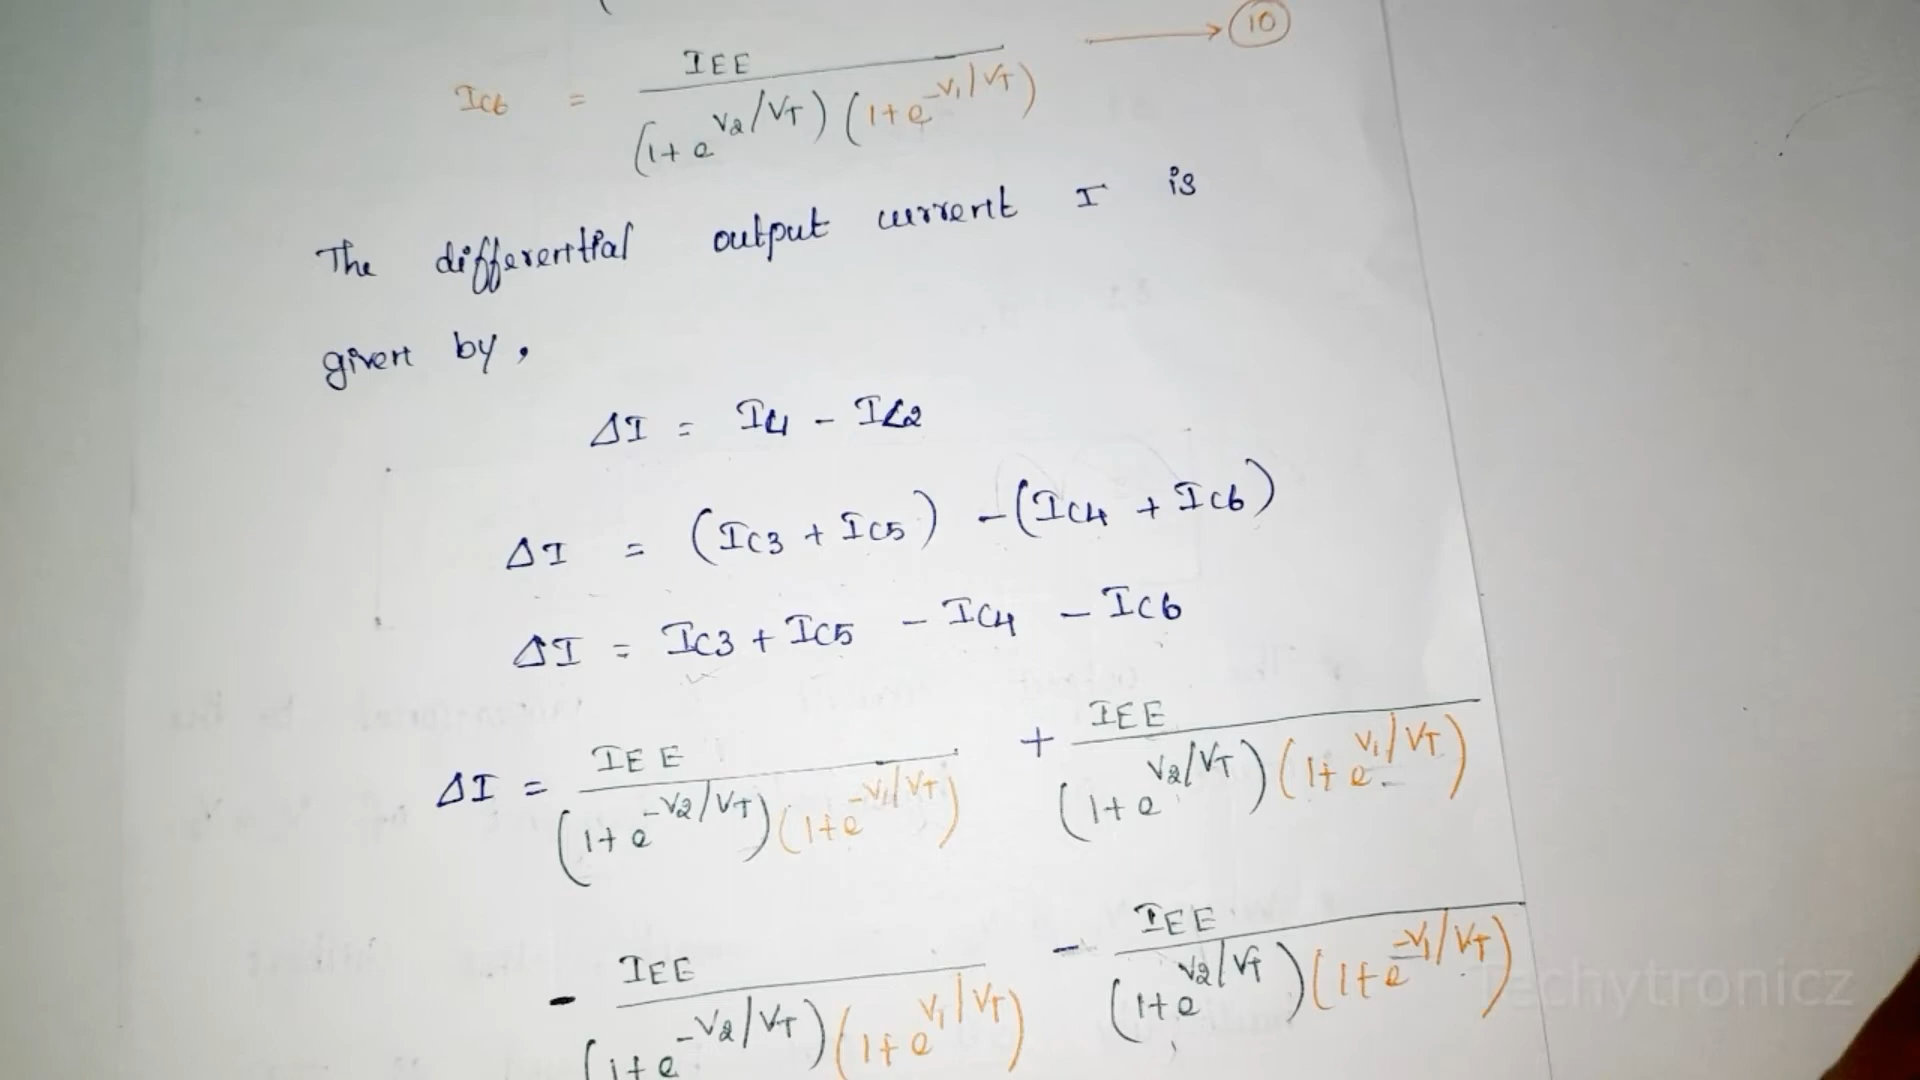 IC6 = IEE / (1+e^V2/VT) (1+e^-V1/VT) → 10
The differential output current I is
given by,
ΔI = IL1 - IL2
ΔI = (IC3 + IC5) - (IC4 + IC6)
ΔI = IC3 + IC5 - IC4 - IC6
ΔI = IEE / (1+e^-V2/VT) (1+e^-V1/VT) + IEE / (1+e^V2/VT) (1+e^V1/VT)
- IEE / (1+e^-V2/VT) (1+e^V1/VT) - IEE / (1+e^V2/VT) (1+e^-V1/VT)
Techytronicz